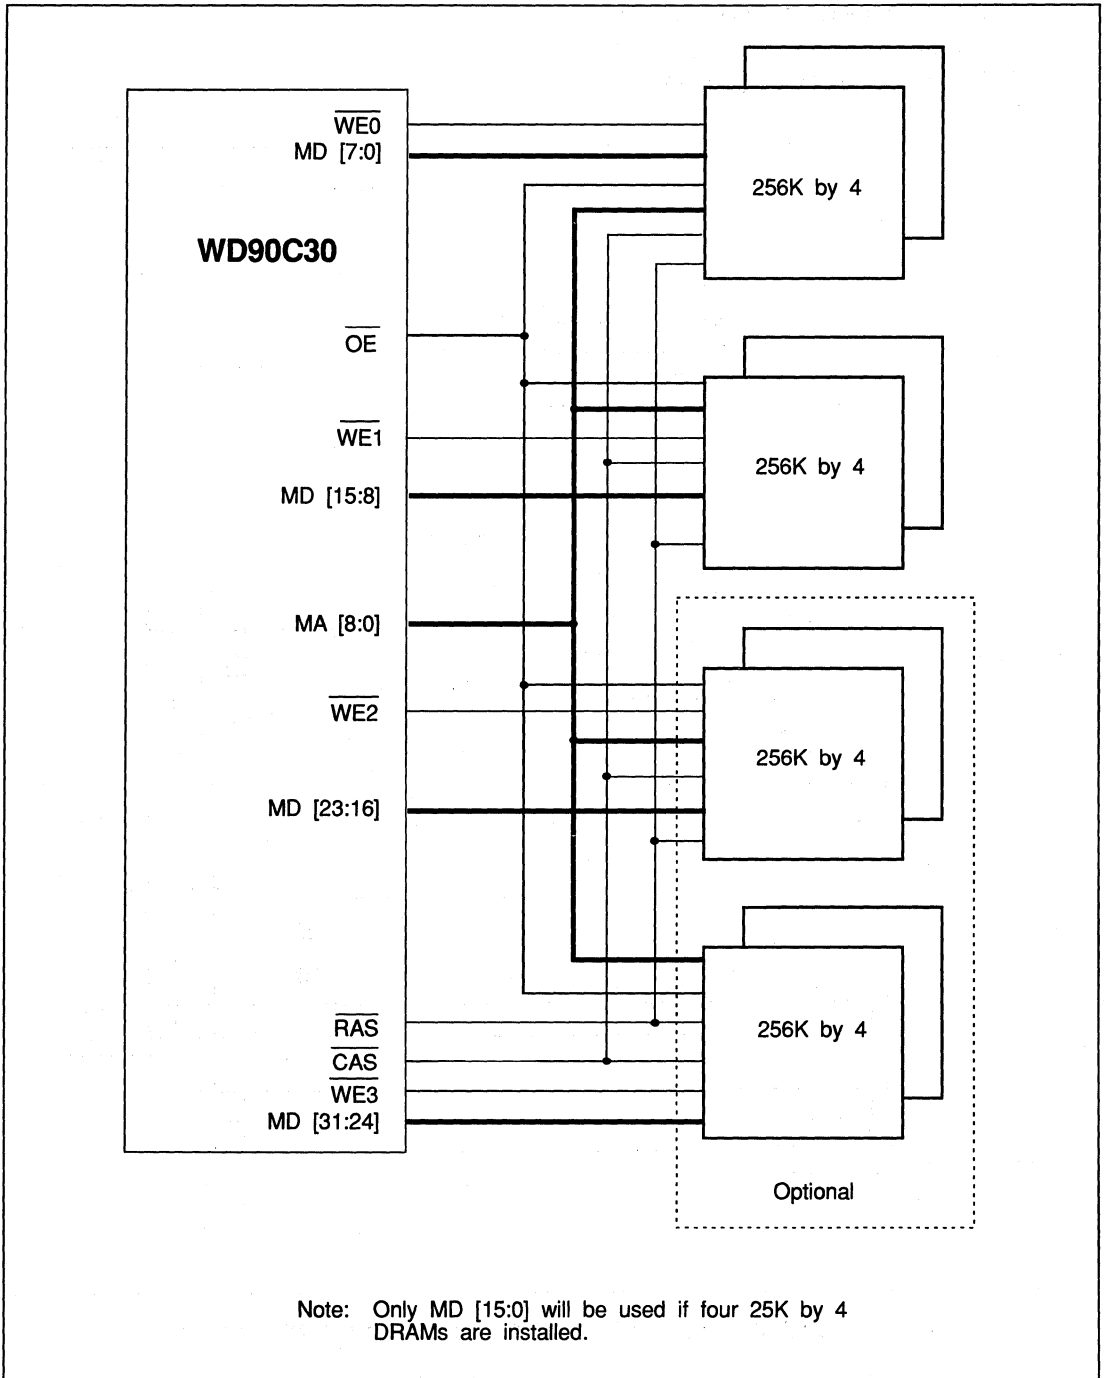 WE0
MD [7:0]
256K by 4
WD90C30
OE
WE1
256K by 4
MD [15:8]
MA [8:0]
WE2
256K by 4
MD [23:16]
RAS
256K by 4
CAS
WE3
MD [31:24]
Optional
Note: Only MD [15:0] will be used if four 25K by 4
DRAMs are installed.